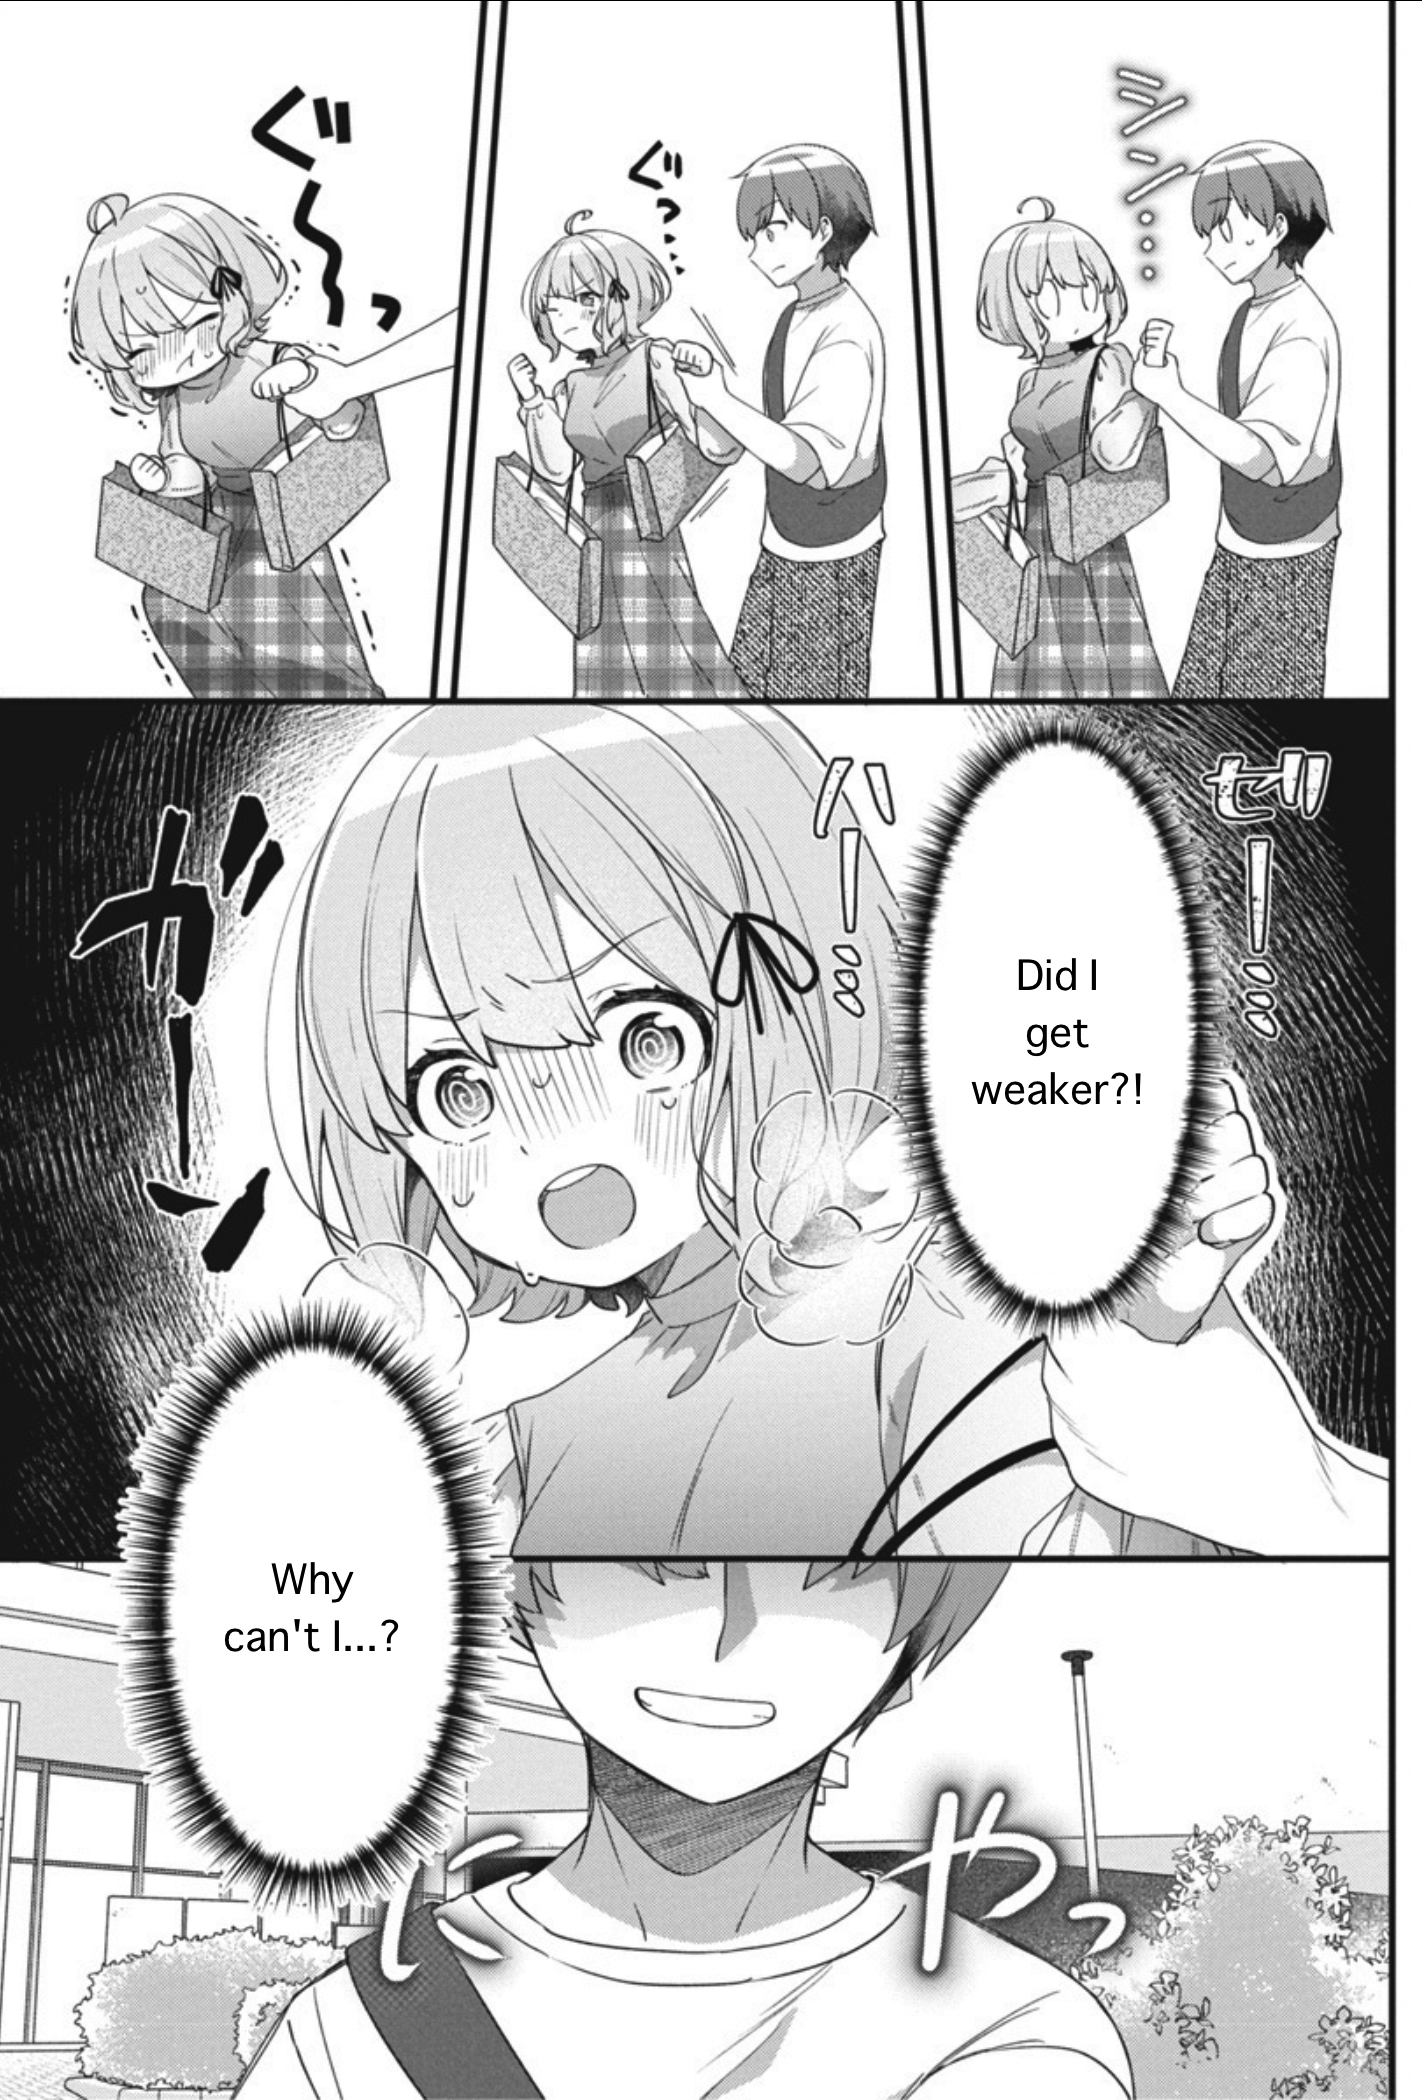 シン・・・
ぐっ…
ぐ〜っ
ゼー…
ハー…
Did I
get
weaker?!
ガーン
Why
can't I...?
にやっ